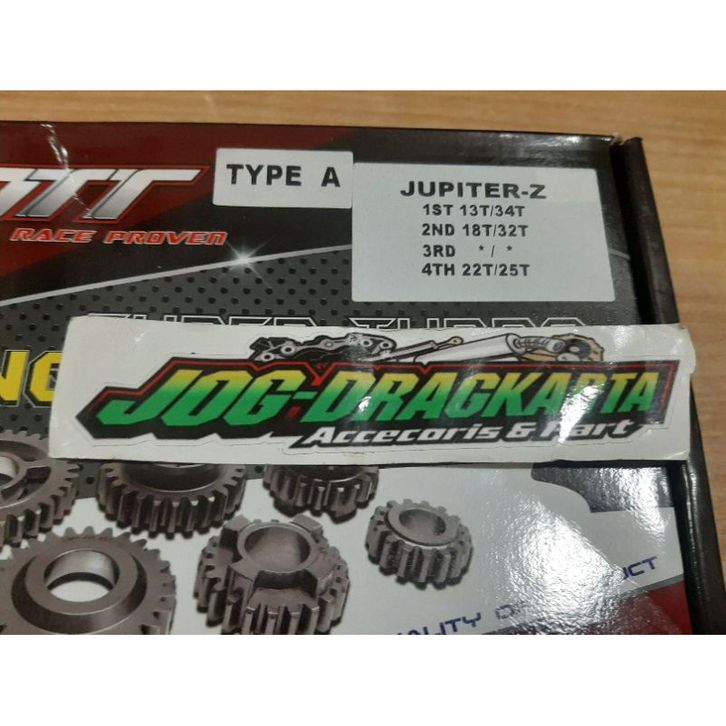 TYPE A
JUPITER-Z
1ST 13T/34T
2ND 18T/32T
3RD * / *
4TH 22T/25T
RACE PROVEN
JOG-DRAGKARTA
Accecoris & Part